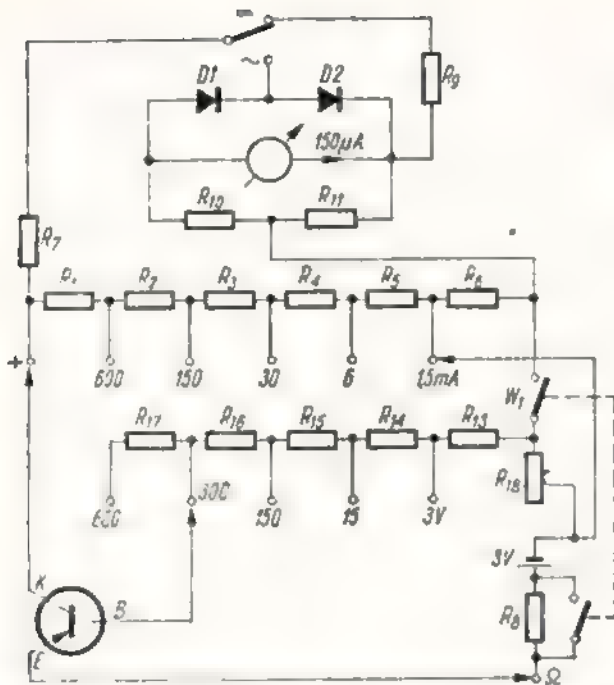 D1 D2
R9
150μA
R10 R11
R7
R2 R3 R4 R5 R6
+ 600 150 30 6 1,5mA
W1
R17 R16 R15 R14 R13
R18
300 150 15 3V
3V
K
B
R8
E
Ω